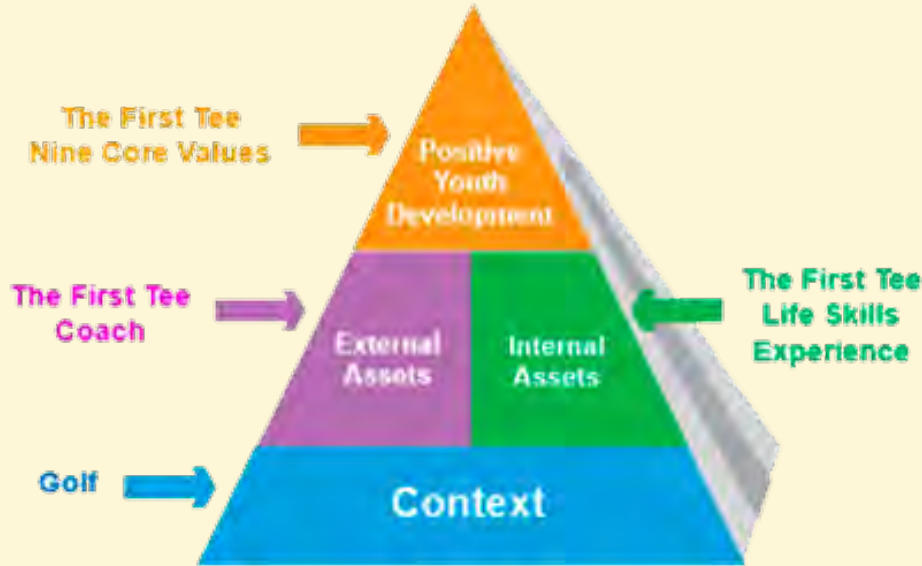 The First Tee
Nine Core Values
Positive
Youth
Development
The First Tee
Coach
External
Assets
Internal
Assets
The First Tee
Life Skills
Experience
Golf
Context